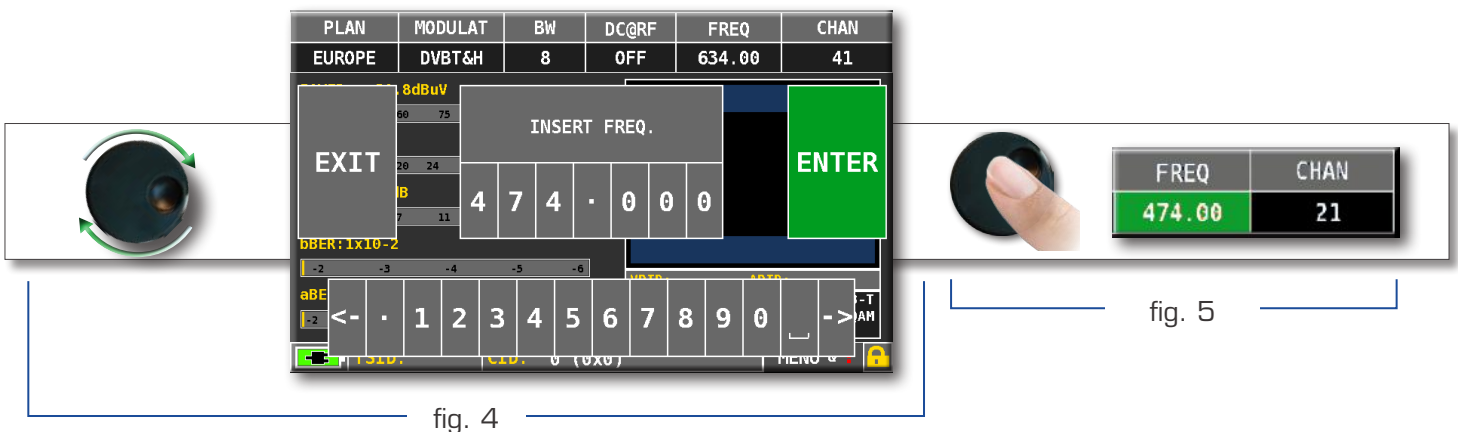 PLAN MODULAT BW DC@RF FREQ CHAN
EUROPE DVBT&H 8 OFF 634.00 41
.8dBuV
60 75
INSERT FREQ.
EXIT
ENTER
20 24
4 7 4 . 0 0 0
11
bBER:1x10-2
-2 -3 -4 -5 -6
aBE
-2
<- . 1 2 3 4 5 6 7 8 9 0 ⎵ ->
-T
AM
TSID: CID: 0 (0x0) MENU
FREQ CHAN
474.00 21
fig. 4
fig. 5